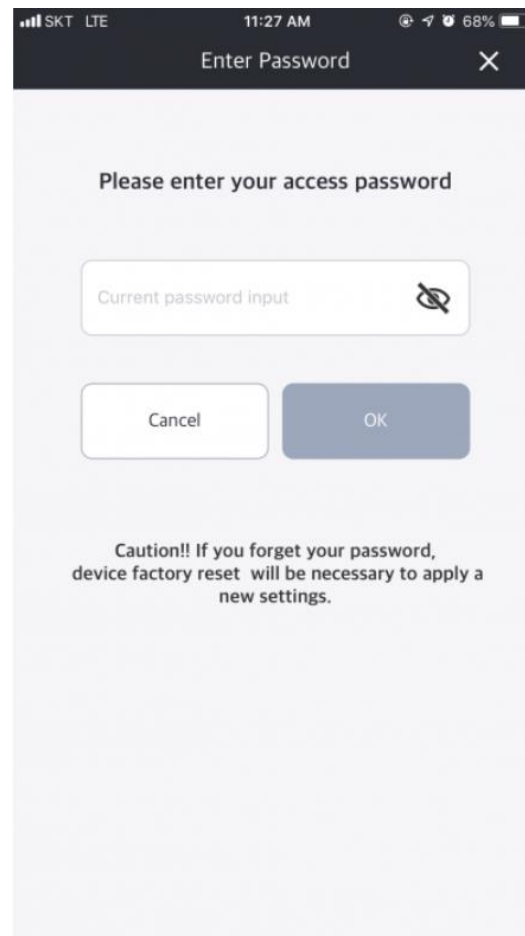 SKT LTE 11:27 AM 68%
Enter Password
Please enter your access password
Current password input
Cancel OK
Caution!! If you forget your password,
device factory reset will be necessary to apply a
new settings.